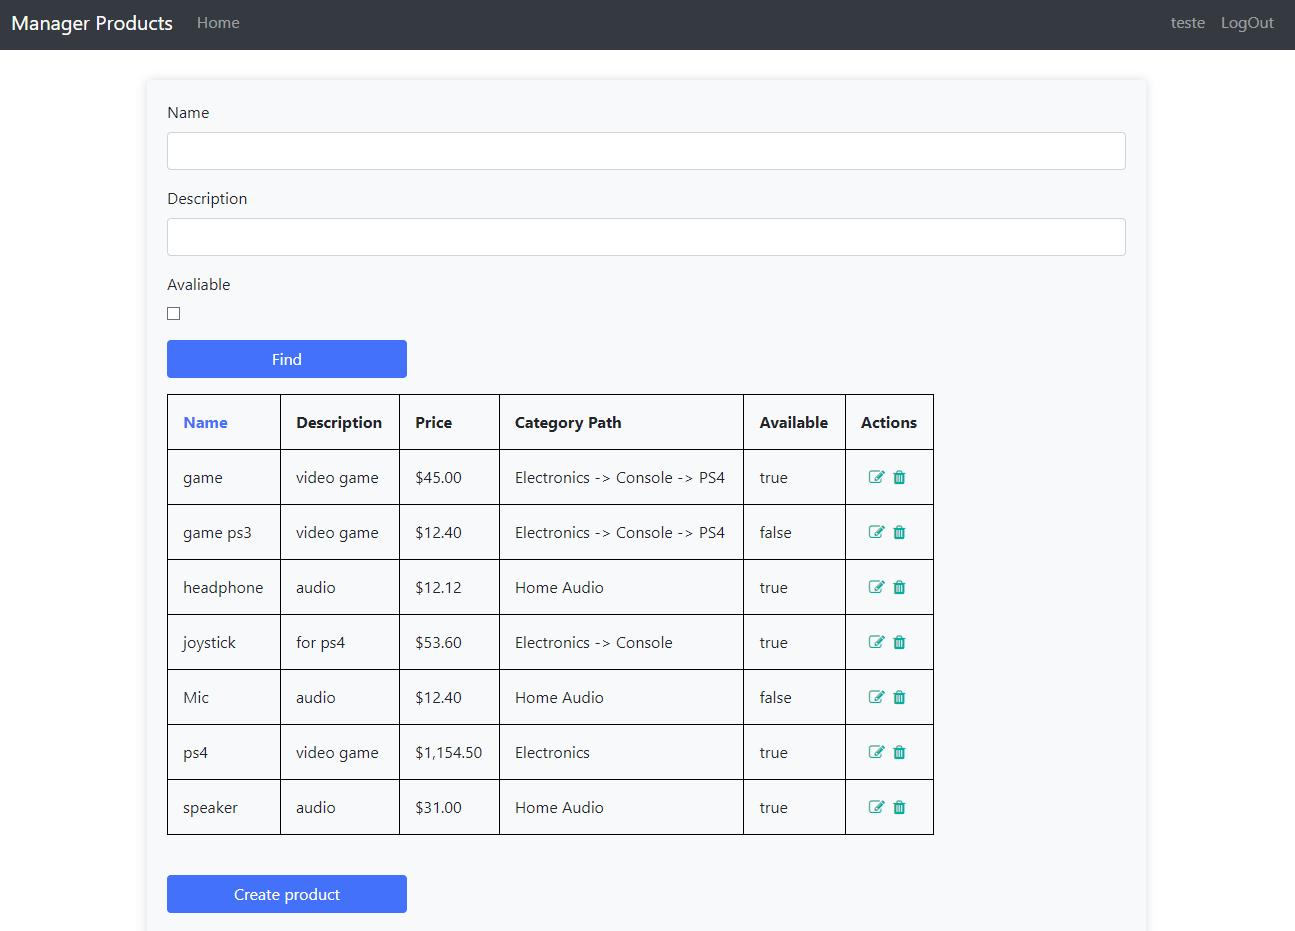 Manager Products Home teste LogOut
Name
Description
Avaliable
Find
Name Description Price Category Path Available Actions
game video game $45.00 Electronics -> Console -> PS4 true
game ps3 video game $12.40 Electronics -> Console -> PS4 false
headphone audio $12.12 Home Audio true
joystick for ps4 $53.60 Electronics -> Console true
Mic audio $12.40 Home Audio false
ps4 video game $1,154.50 Electronics true
speaker audio $31.00 Home Audio true
Create product